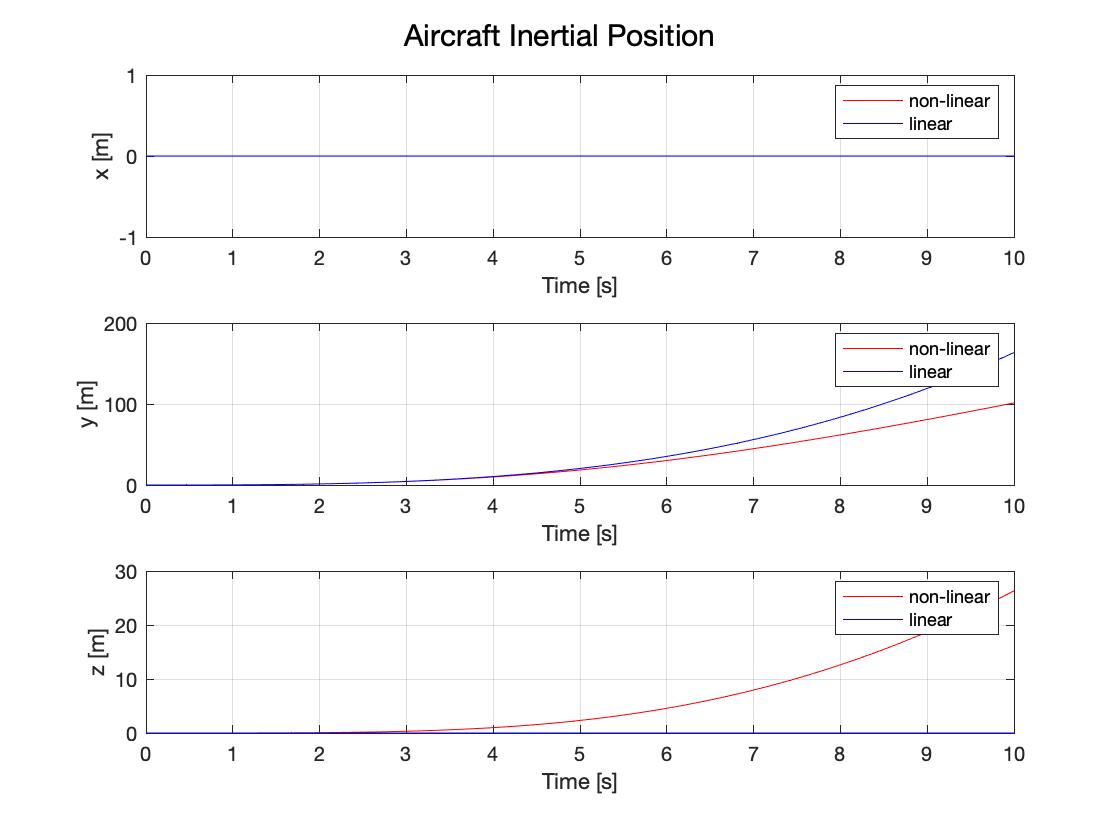 Aircraft Inertial Position
1
0
-1
x [m]
non-linear
linear
0 1 2 3 4 5 6 7 8 9 10
Time [s]
200
100
0
y [m]
non-linear
linear
0 1 2 3 4 5 6 7 8 9 10
Time [s]
30
20
10
0
z [m]
non-linear
linear
0 1 2 3 4 5 6 7 8 9 10
Time [s]